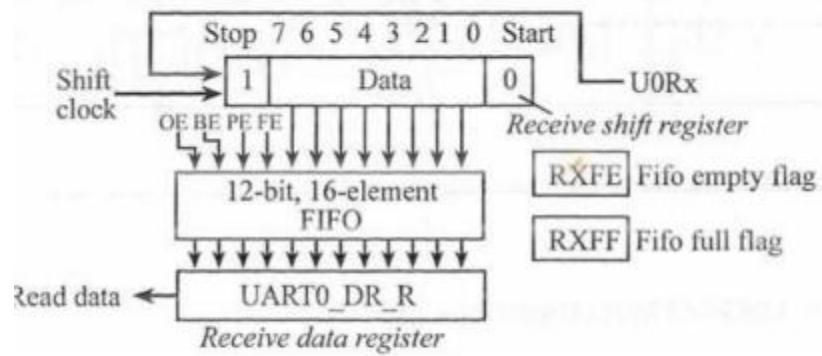 Stop 7 6 5 4 3 2 1 0 Start
Shift clock
1 Data 0
U0Rx
OE BE PE FE
Receive shift register
12-bit, 16-element
FIFO
RXFE Fifo empty flag
RXFF Fifo full flag
Read data
UART0_DR_R
Receive data register